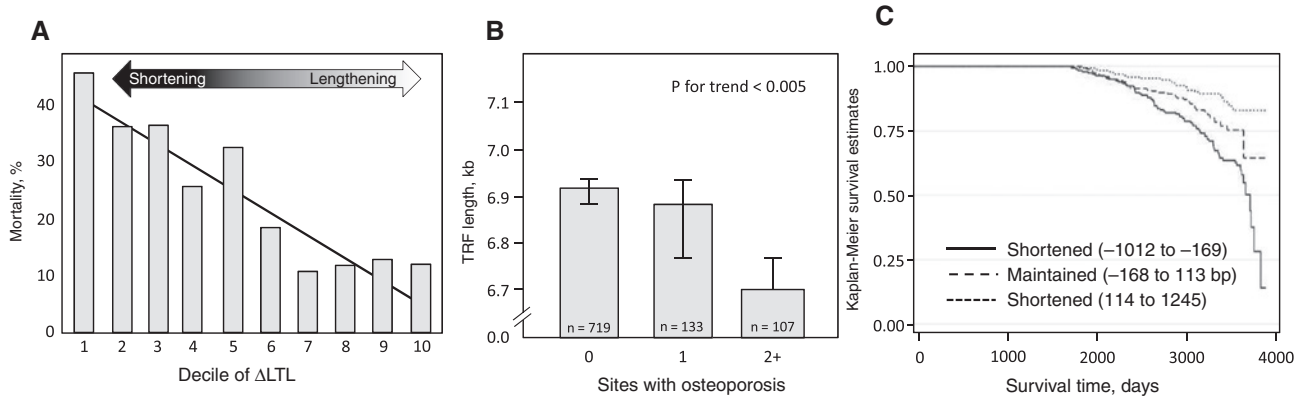 A
Shortening
Lengthening
Mortality, %
40
30
20
10
0
1 2 3 4 5 6 7 8 9 10
Decile of ΔLTL
B
P for trend < 0.005
TRF length, kb
7.1
7.0
6.9
6.8
6.7
0.0
n = 719
n = 133
n = 107
0 1 2+
Sites with osteoporosis
C
Kaplan-Meier survival estimates
1.00
0.75
0.50
0.25
0.00
Shortened (–1012 to –169)
Maintained (–168 to 113 bp)
Shortened (114 to 1245)
0 1000 2000 3000 4000
Survival time, days